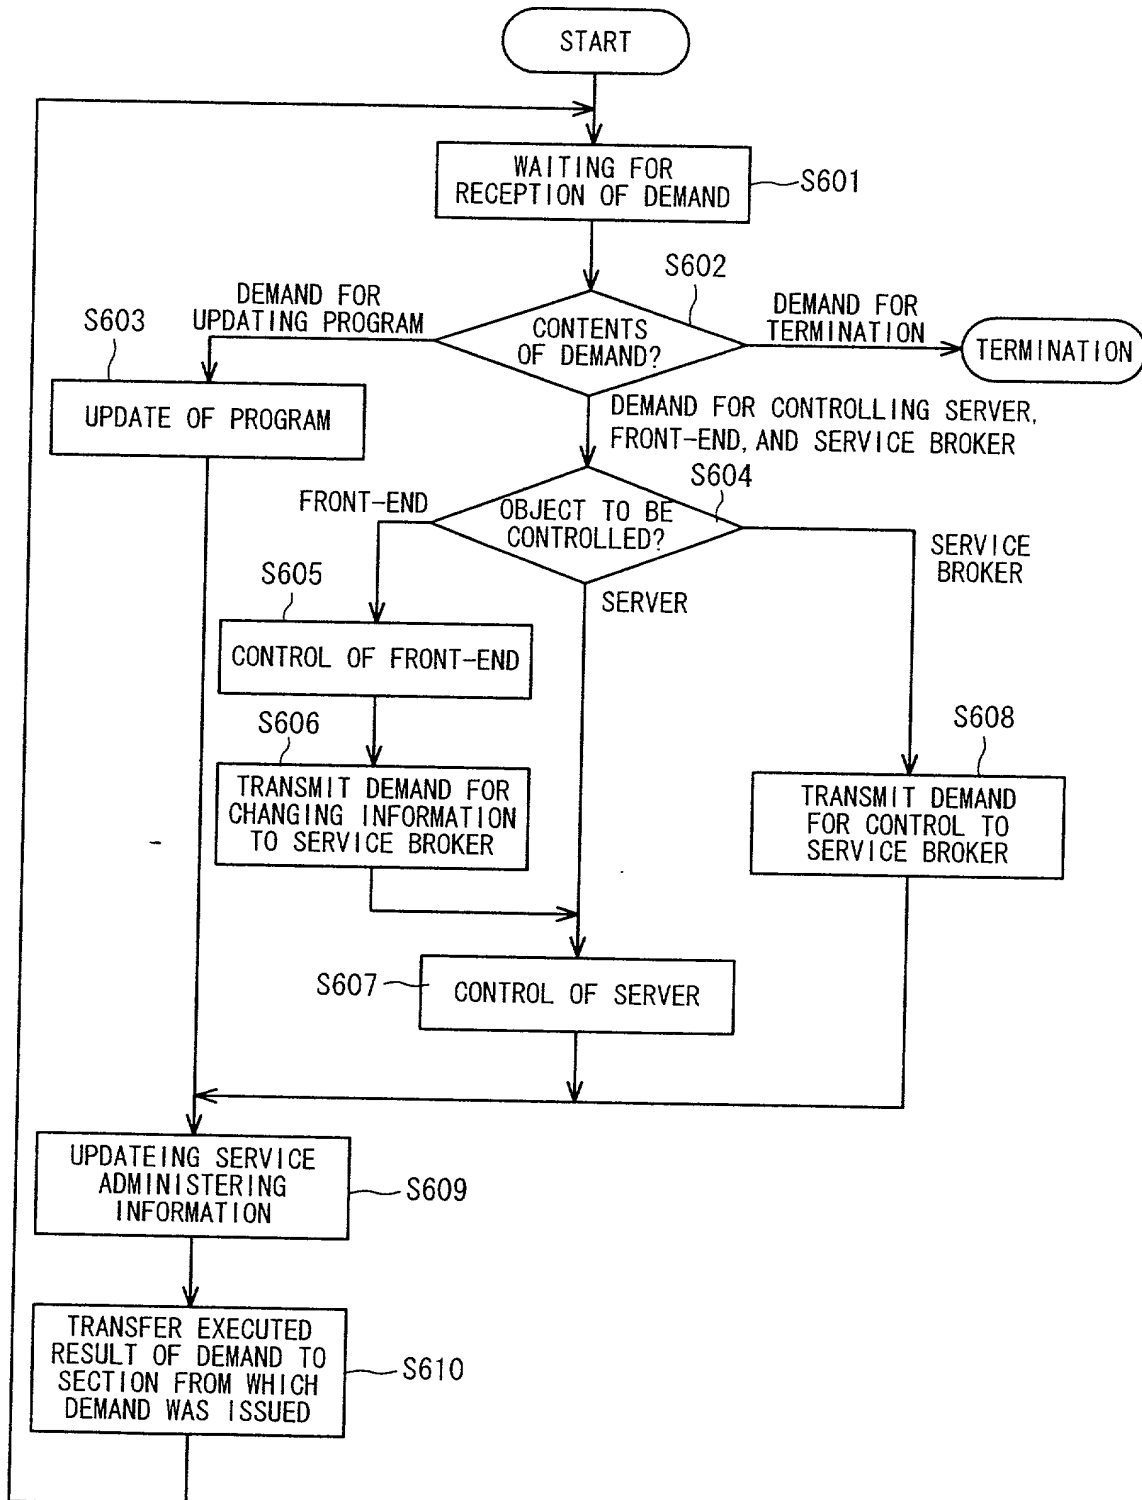 START
WAITING FOR
RECEPTION OF DEMAND
S601
S602
DEMAND FOR
UPDATING PROGRAM
S603
CONTENTS
OF DEMAND?
DEMAND FOR
TERMINATION
TERMINATION
UPDATE OF PROGRAM
DEMAND FOR CONTROLLING SERVER,
FRONT-END, AND SERVICE BROKER
S604
FRONT-END
OBJECT TO BE
CONTROLLED?
SERVICE
BROKER
S605
SERVER
CONTROL OF FRONT-END
S606
S608
TRANSMIT DEMAND FOR
CHANGING INFORMATION
TO SERVICE BROKER
TRANSMIT DEMAND
FOR CONTROL TO
SERVICE BROKER
S607
CONTROL OF SERVER
UPDATEING SERVICE
ADMINISTERING
INFORMATION
S609
TRANSFER EXECUTED
RESULT OF DEMAND TO
SECTION FROM WHICH
DEMAND WAS ISSUED
S610